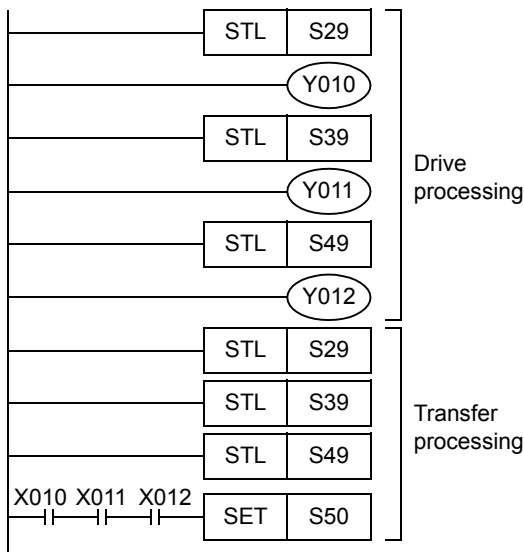 STL S29
Y010
STL S39
Y011
Drive
processing
STL S49
Y012
STL S29
STL S39
Transfer
processing
STL S49
X010 X011 X012
SET S50